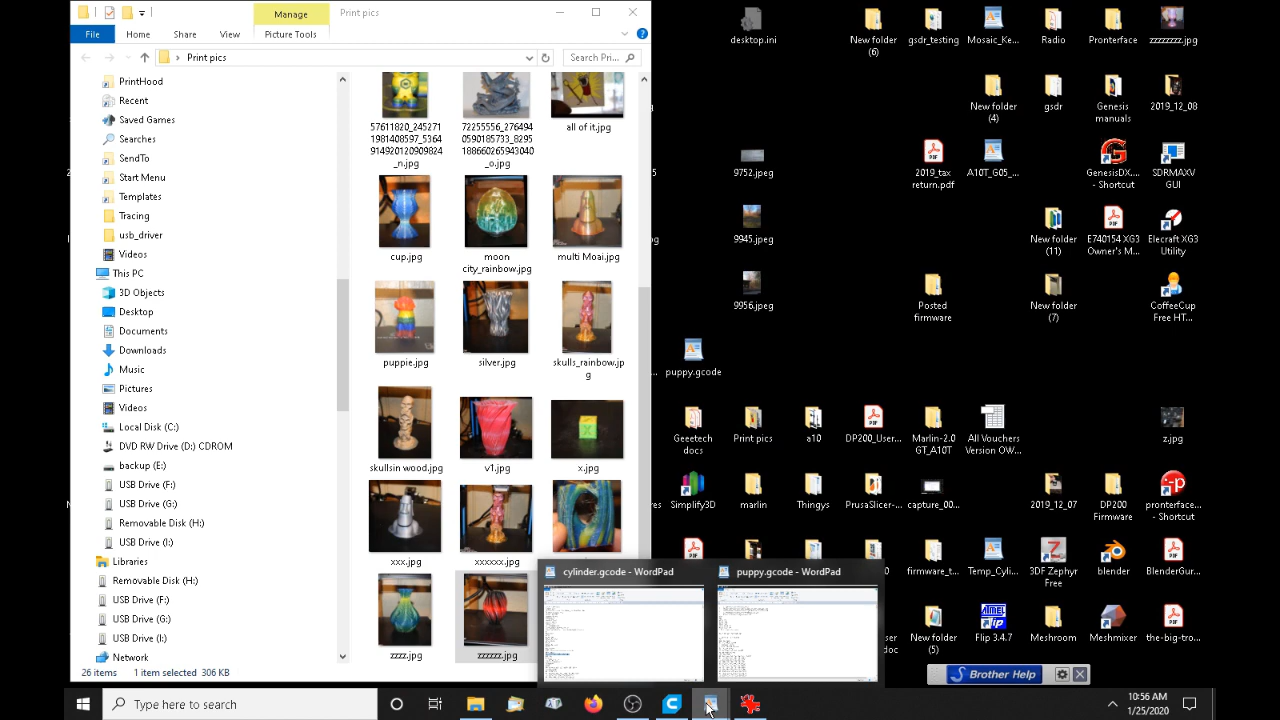 Manage
Print pics
File
Home
Share
View
Picture Tools
Print pics
Search Pri...
PrintHood
Recent
Saved Games
Searches
SendTo
Start Menu
Templates
Tracing
usb_driver
Videos
This PC
3D Objects
Desktop
Documents
Downloads
Music
Pictures
Videos
Local Disk (C:)
DVD RW Drive (D:) CDROM
backup (E:)
USB Drive (F:)
USB Drive (G:)
Removable Disk (H:)
USB Drive (I:)
Libraries
Removable Disk (H:)
USB Drive (F:)
USB Drive (G:)
USB Drive (I:)
Network
57611820_245271
1981408597_5364
914920120909824
_n.jpg
72255556_276494
0590185733_8295
188660265943040
_o.jpg
all of it.jpg
cup.jpg
moon
city_rainbow.jpg
multi Moai.jpg
puppie.jpg
silver.jpg
skulls_rainbow.jp
g
skullsin wood.jpg
v1.jpg
x.jpg
xxx.jpg
xxxxxx.jpg
zzzz.jpg
zzzzzz.jpg
26 items
306 KB
cylinder.gcode - WordPad
puppy.gcode - WordPad
desktop.ini
New folder
(6)
gsdr_testing
Mosaic_Ke...
Radio
Pronterface
zzzzzzzz.jpg
New folder
(4)
gsdr
Genesis
manuals
2019_12_08
9752.jpeg
2019_tax
return.pdf
A10T_G05_...
GenesisDX....
- Shortcut
SDRMAXV
GUI
9945.jpeg
New folder
(11)
E740154 XG3
Owner's M...
Elecraft XG3
Utility
9956.jpeg
Posted
firmware
New folder
(7)
CoffeeCup
Free HT...
puppy.gcode
Geeetech
docs
Print pics
a10
DP200_User...
Marlin-2.0
GT_A10T
All Vouchers
Version OW...
z.jpg
Simplify3D
marlin
Thingys
PrusaSlicer-...
capture_00...
2019_12_07
DP200
Firmware
pronterface...
- Shortcut
firmware_t...
Temp_Cyli...
3DF Zephyr
Free
blender
BlenderGur...
New folder
(5)
Flip 3.4.7
Meshroom
Meshmixer
the-big-tro...
Brother Help
Type here to search
10:56 AM
1/25/2020